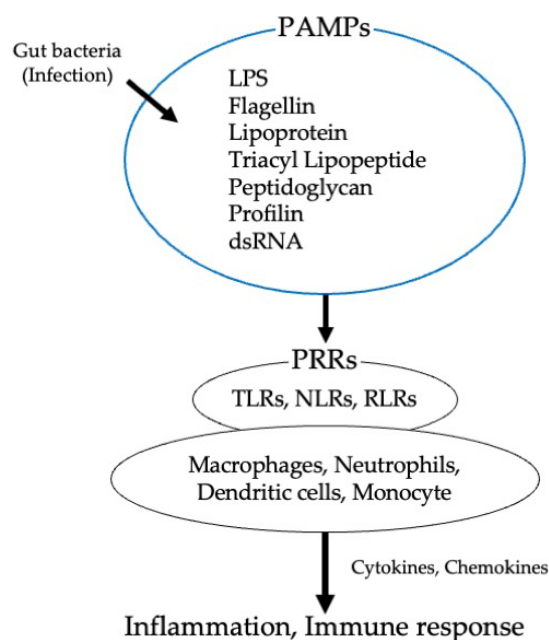 PAMPs
Gut bacteria
(Infection)
LPS
Flagellin
Lipoprotein
Triacyl Lipopeptide
Peptidoglycan
Profilin
dsRNA
PRRs
TLRs, NLRs, RLRs
Macrophages, Neutrophils,
Dendritic cells, Monocyte
Cytokines, Chemokines
Inflammation, Immune response